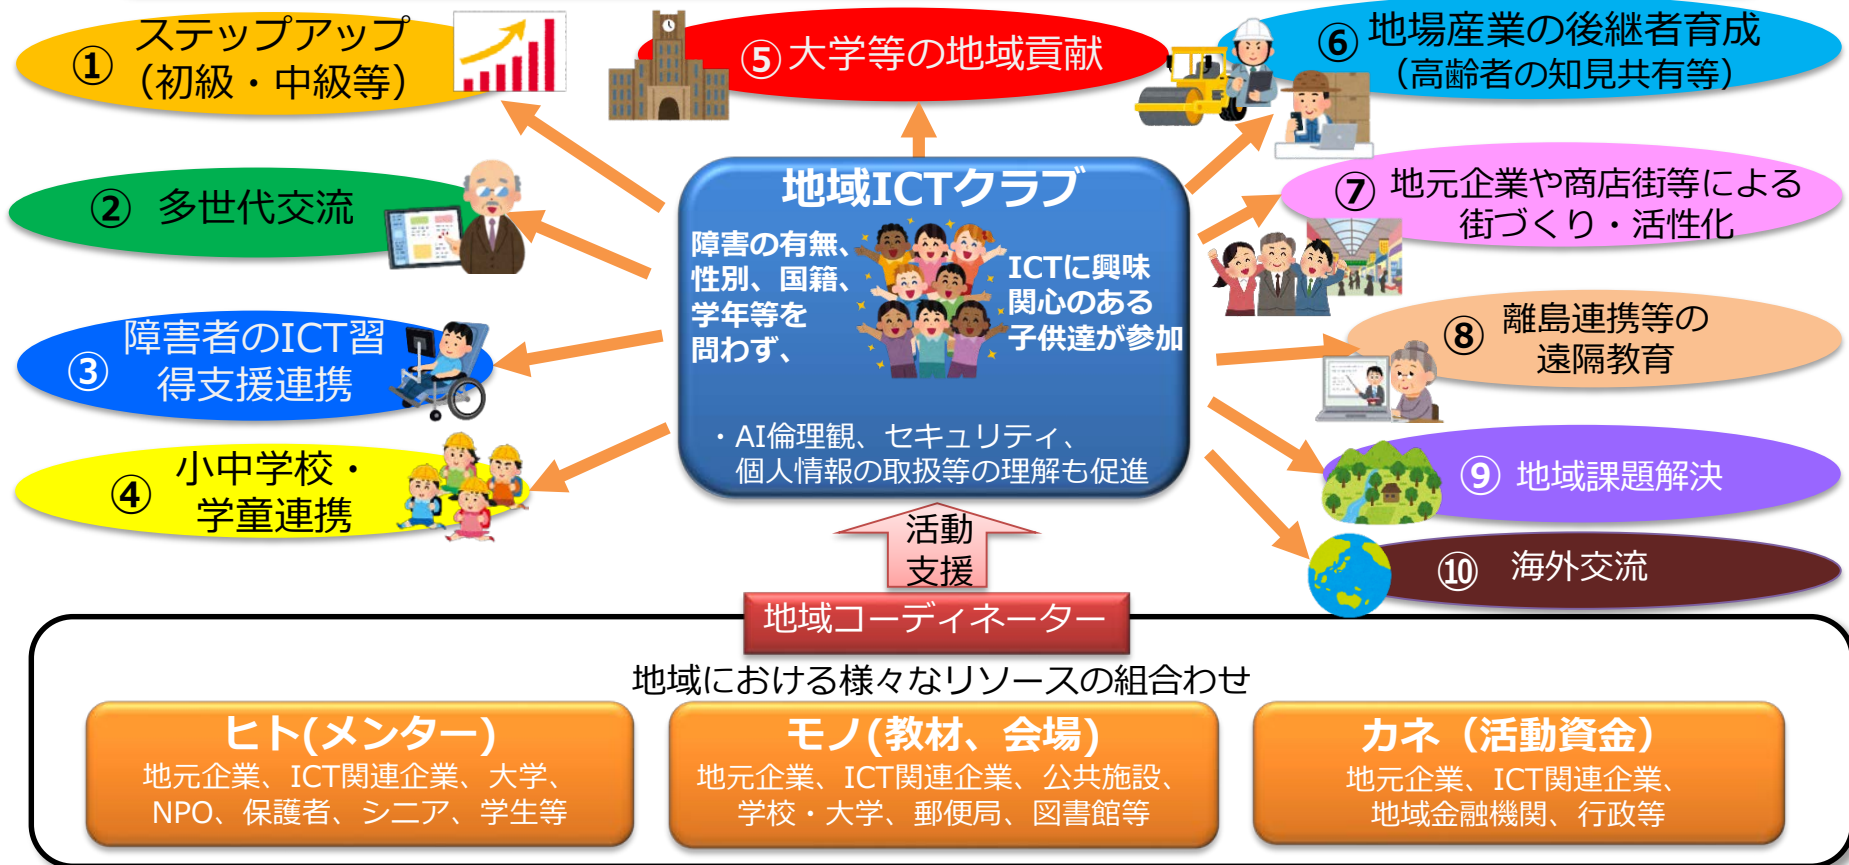 ① ステップアップ
（初級・中級等）
② 多世代交流
③ 障害者のICT習
得支援連携
④ 小中学校・
学童連携
⑤ 大学等の地域貢献
⑥ 地場産業の後継者育成
（高齢者の知見共有等）
⑦ 地元企業や商店街等による
街づくり・活性化
⑧ 離島連携等の
遠隔教育
⑨ 地域課題解決
⑩ 海外交流
地域ICTクラブ
障害の有無、
性別、国籍、
学年等を
問わず、
ICTに興味
関心のある
子供達が参加
・AI倫理観、セキュリティ、
個人情報の取扱等の理解も促進
活動
支援
地域コーディネーター
地域における様々なリソースの組合わせ
ヒト(メンター)
地元企業、ICT関連企業、大学、
NPO、保護者、シニア、学生等
モノ(教材、会場)
地元企業、ICT関連企業、公共施設、
学校・大学、郵便局、図書館等
カネ（活動資金）
地元企業、ICT関連企業、
地域金融機関、行政等